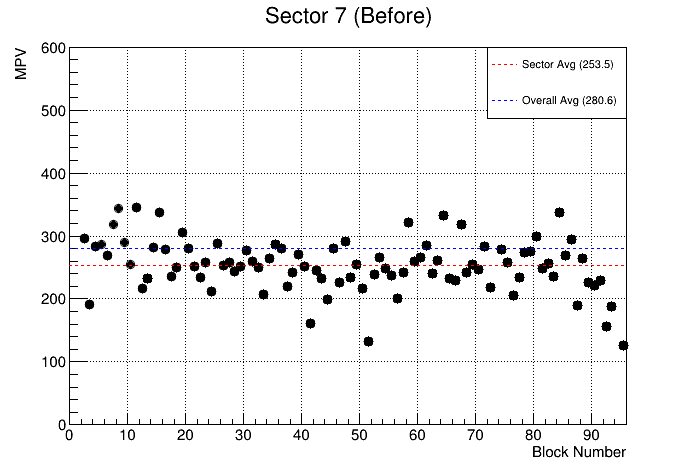 Sector 7 (Before)
MPV
600
500
400
300
200
100
0
Sector Avg (253.5)
Overall Avg (280.6)
0 10 20 30 40 50 60 70 80 90
Block Number